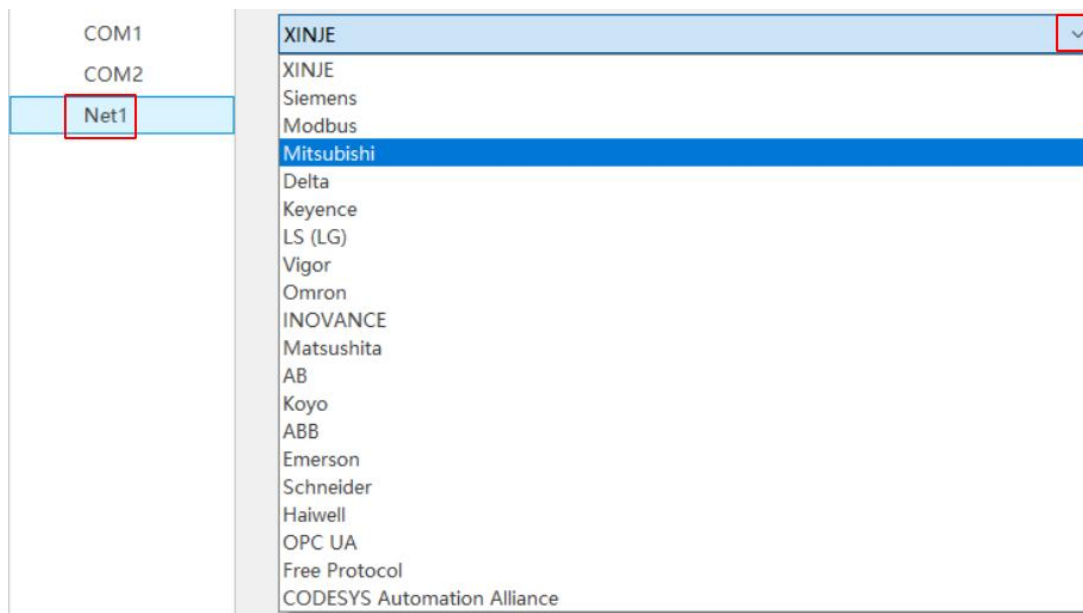 COM1
COM2
Net1
XINJE
XINJE
Siemens
Modbus
Mitsubishi
Delta
Keyence
LS (LG)
Vigor
Omron
INOVANCE
Matsushita
AB
Koyo
ABB
Emerson
Schneider
Haiwell
OPC UA
Free Protocol
CODESYS Automation Alliance